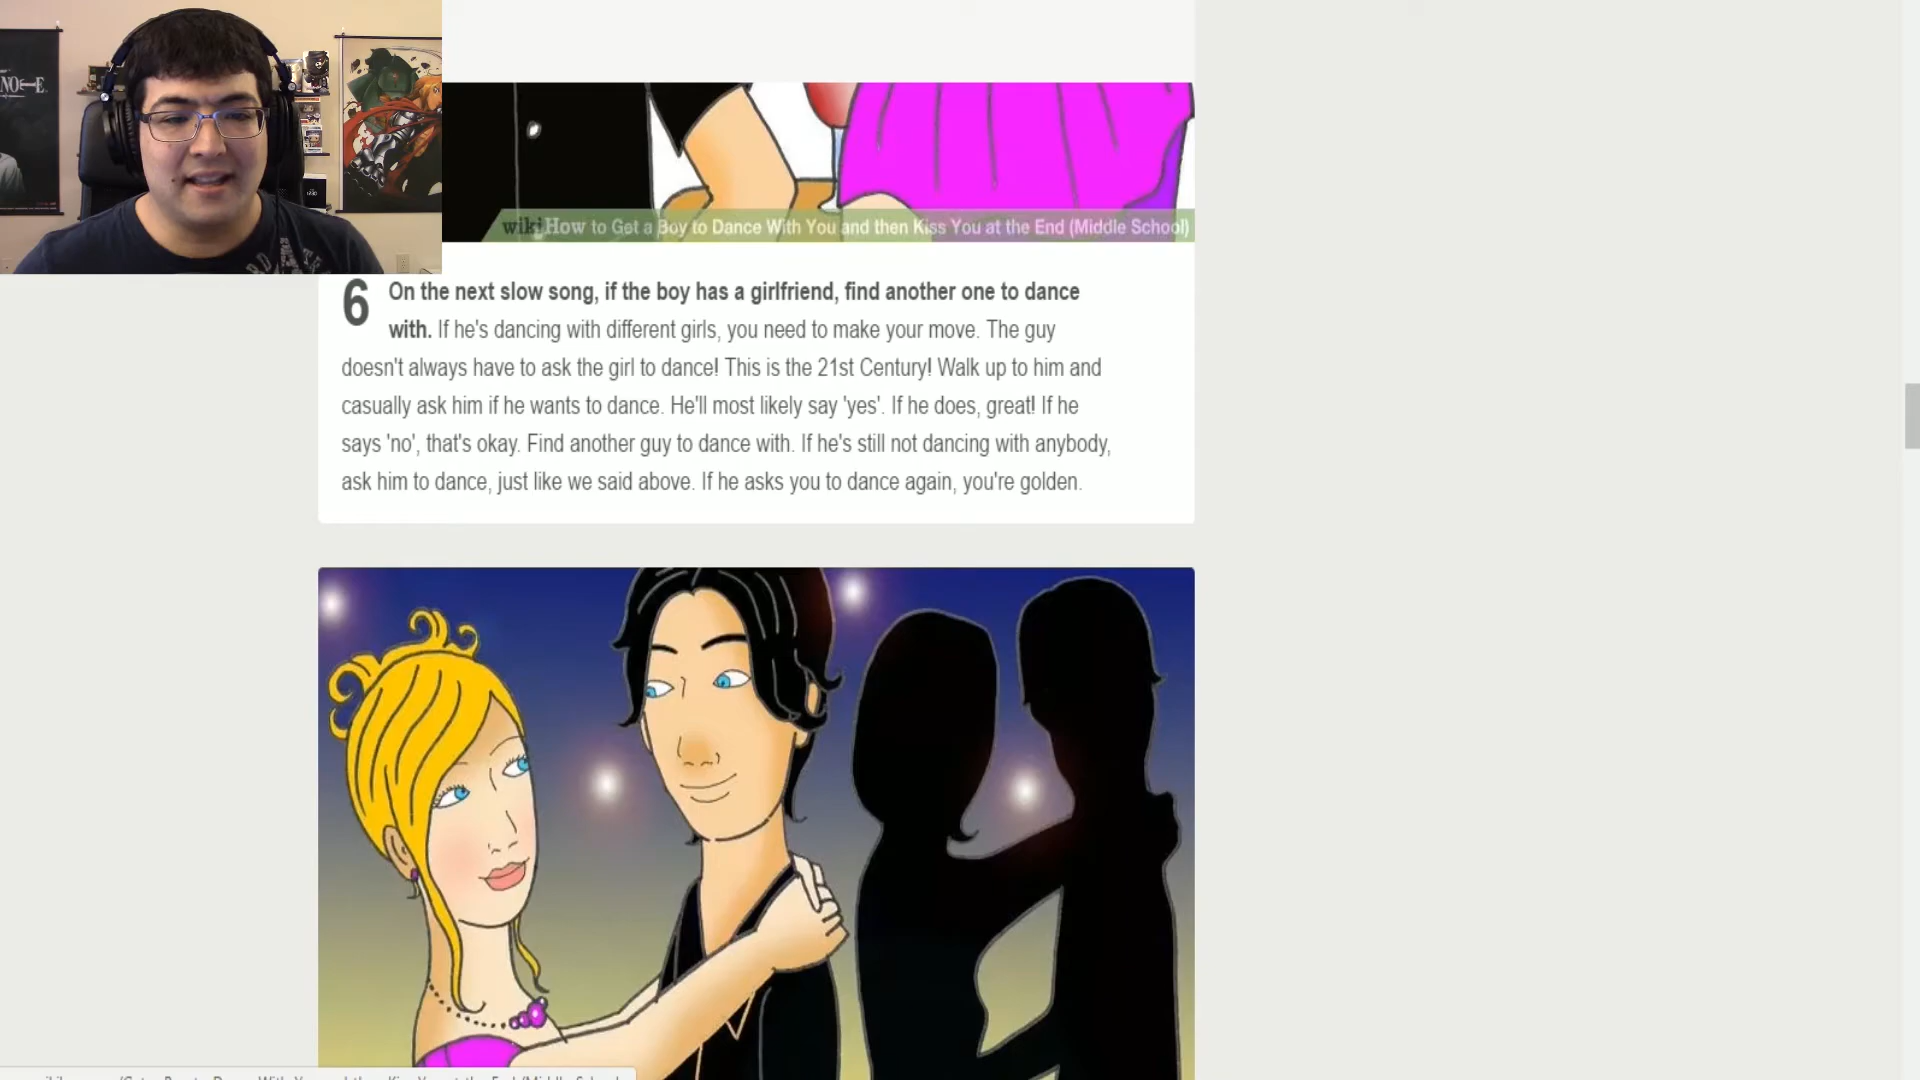 NOTE
wikiHow to Get a Boy to Dance With You and then Kiss You at the End (Middle School)
6 On the next slow song, if the boy has a girlfriend, find another one to dance
with. If he's dancing with different girls, you need to make your move. The guy
doesn't always have to ask the girl to dance! This is the 21st Century! Walk up to him and
casually ask him if he wants to dance. He'll most likely say 'yes'. If he does, great! If he
says 'no', that's okay. Find another guy to dance with. If he's still not dancing with anybody,
ask him to dance, just like we said above. If he asks you to dance again, you're golden.